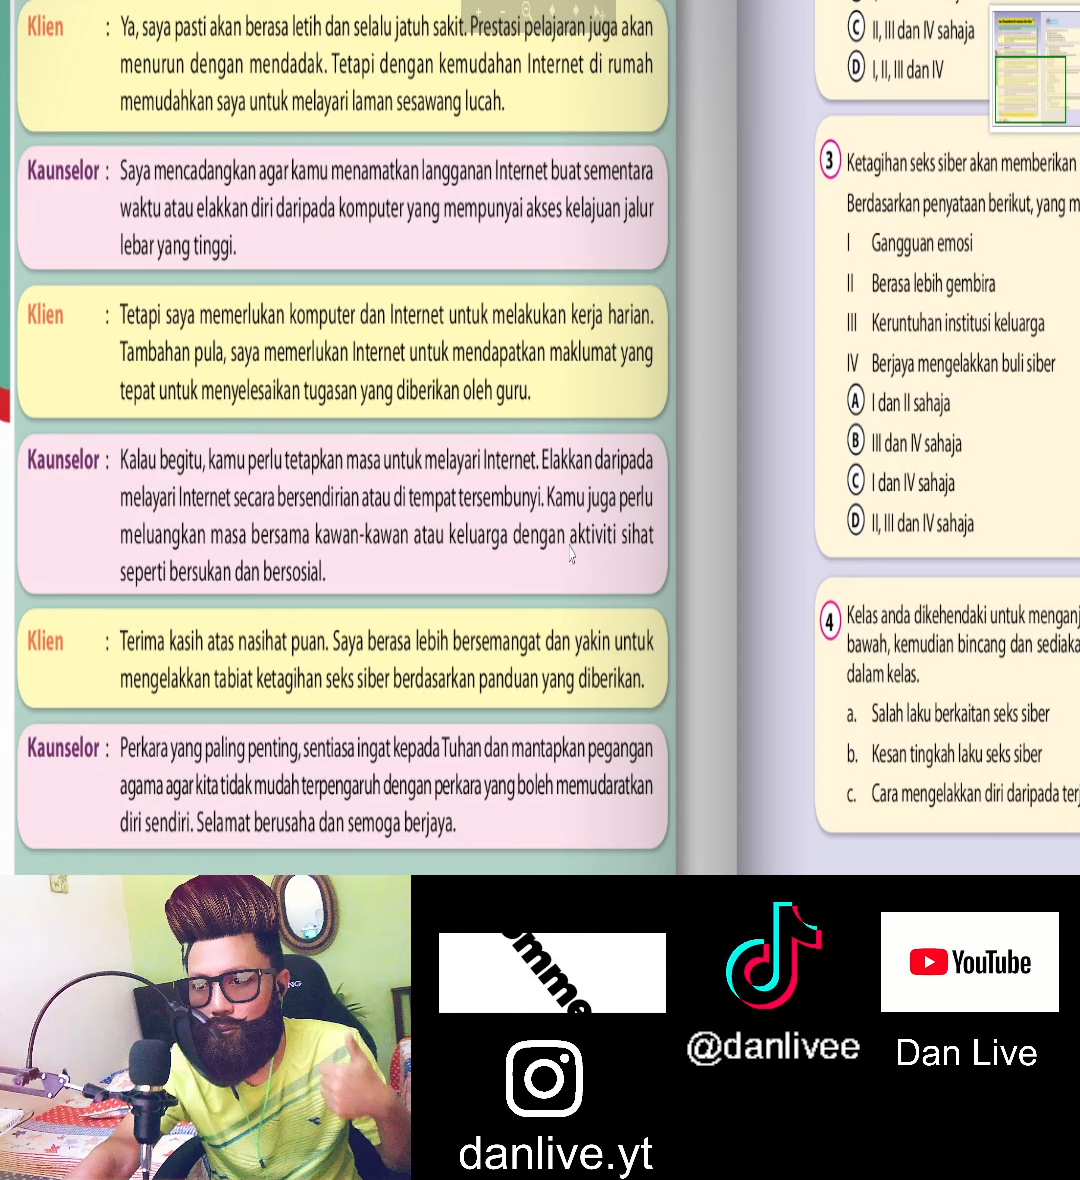 Klien : Ya, saya pasti akan berasa letih dan selalu jatuh sakit. Prestasi pelajaran juga akan
menurun dengan mendadak. Tetapi dengan kemudahan Internet di rumah
memudahkan saya untuk melayari laman sesawang lucah.
Kaunselor : Saya mencadangkan agar kamu menamatkan langganan Internet buat sementara
waktu atau elakkan diri daripada komputer yang mempunyai akses kelajuan jalur
lebar yang tinggi.
Klien : Tetapi saya memerlukan komputer dan Internet untuk melakukan kerja harian.
Tambahan pula, saya memerlukan Internet untuk mendapatkan maklumat yang
tepat untuk menyelesaikan tugasan yang diberikan oleh guru.
Kaunselor : Kalau begitu, kamu perlu tetapkan masa untuk melayari Internet. Elakkan daripada
melayari Internet secara bersendirian atau di tempat tersembunyi. Kamu juga perlu
meluangkan masa bersama kawan-kawan atau keluarga dengan aktiviti sihat
seperti bersukan dan bersosial.
Klien : Terima kasih atas nasihat puan. Saya berasa lebih bersemangat dan yakin untuk
mengelakkan tabiat ketagihan seks siber berdasarkan panduan yang diberikan.
Kaunselor : Perkara yang paling penting, sentiasa ingat kepada Tuhan dan mantapkan pegangan
agama agar kita tidak mudah terpengaruh dengan perkara yang boleh memudaratkan
diri sendiri. Selamat berusaha dan semoga berjaya.
C II, III dan IV sahaja
D I, II, III dan IV
3 Ketagihan seks siber akan memberikan
Berdasarkan penyataan berikut, yang m
I Gangguan emosi
II Berasa lebih gembira
III Keruntuhan institusi keluarga
IV Berjaya mengelakkan buli siber
A I dan II sahaja
B III dan IV sahaja
C I dan IV sahaja
D II, III dan IV sahaja
4 Kelas anda dikehendaki untuk menganj
bawah, kemudian bincang dan sediaka
dalam kelas.
a. Salah laku berkaitan seks siber
b. Kesan tingkah laku seks siber
c. Cara mengelakkan diri daripada terj
NG
omme
@danlivee
YouTube
Dan Live
danlive.yt